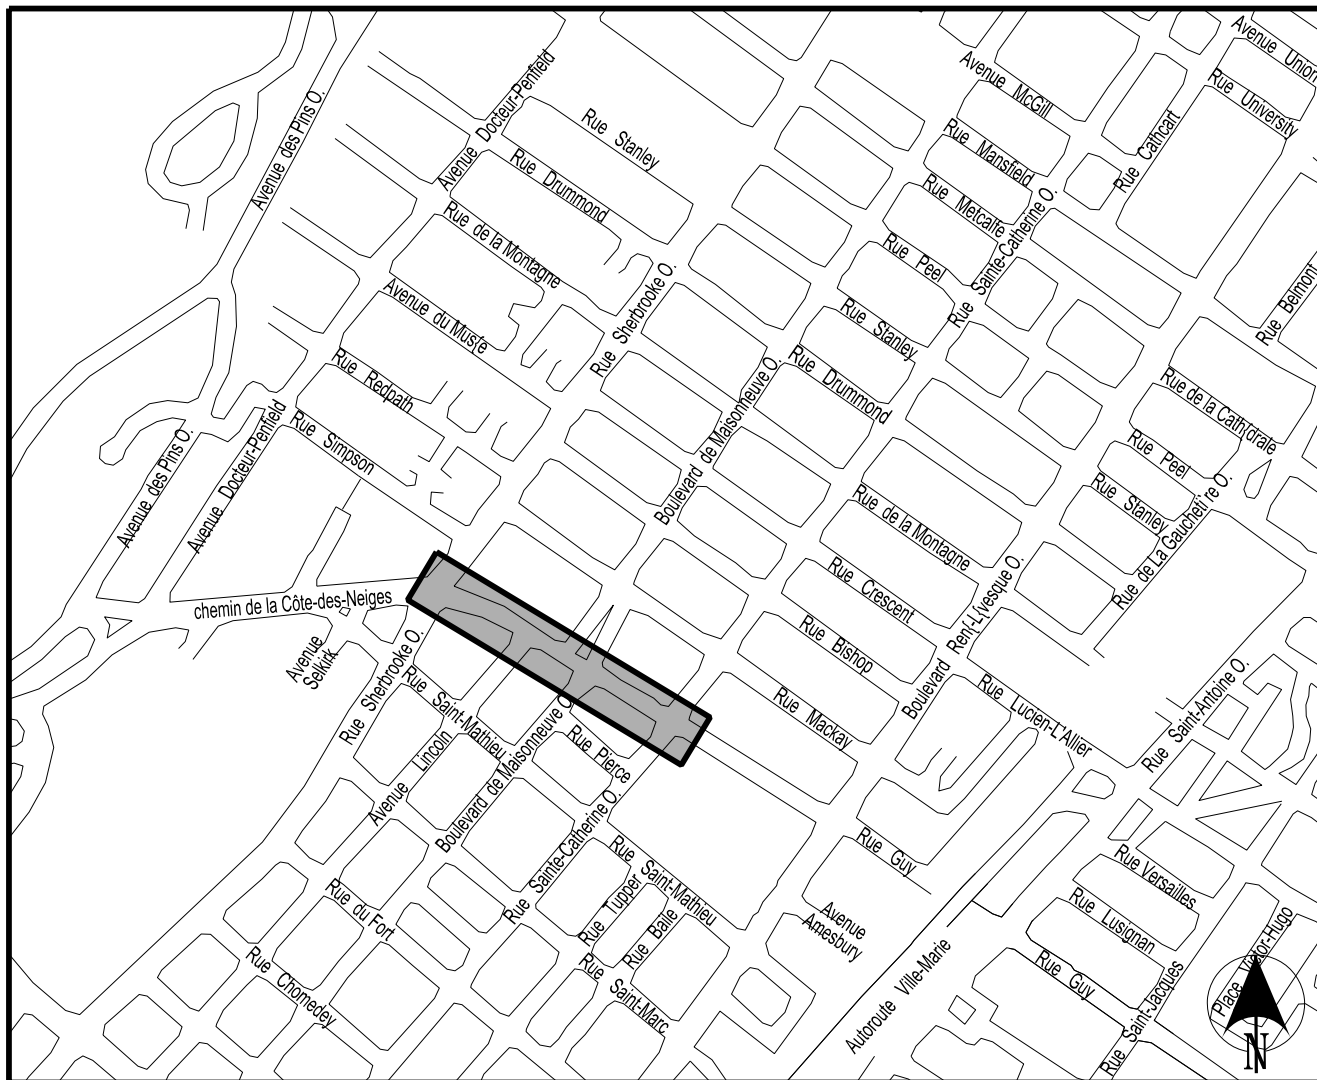 Avenue Union
Rue University
Avenue McGill
Rue Cathcart
Avenue des Pins O.
Avenue Docteur-Penfield
Rue Stanley
Rue Mansfield
Rue Drummond
Rue Metcalfe
Rue de la Montagne
Rue Peel
Rue Sainte-Catherine O.
Rue Belmont
Avenue du Musťe
Rue Sherbrooke O.
Rue Stanley
Rue Drummond
Rue Redpath
Boulevard de Maisonneuve O.
Rue de la Cathťdrale
Rue Simpson
Rue Peel
Avenue des Pins O.
Avenue Docteur-Penfield
Rue Stanley
Rue de La Gauchetiŕre O.
Rue de la Montagne
chemin de la Côte-des-Neiges
Rue Crescent
Boulevard Renť-Lťvesque O.
Avenue
Selkirk
Rue Sherbrooke O.
Rue Bishop
Rue Saint-Mathieu
Rue Mackay
Rue Lucien-L'Allier
Rue Saint-Antoine O.
Avenue Lincoln
Boulevard de Maisonneuve O.
Rue Pierce
Rue Sainte-Catherine O.
Rue Guy
Rue Versailles
Rue du Fort
Rue Tupper
Rue Saint-Mathieu
Rue Baile
Avenue
Amesbury
Rue Lusignan
Rue Chomedey
Rue Saint-Marc
Autoroute Ville-Marie
Rue Guy
Rue Saint-Jacques
Place Victor-Hugo
N